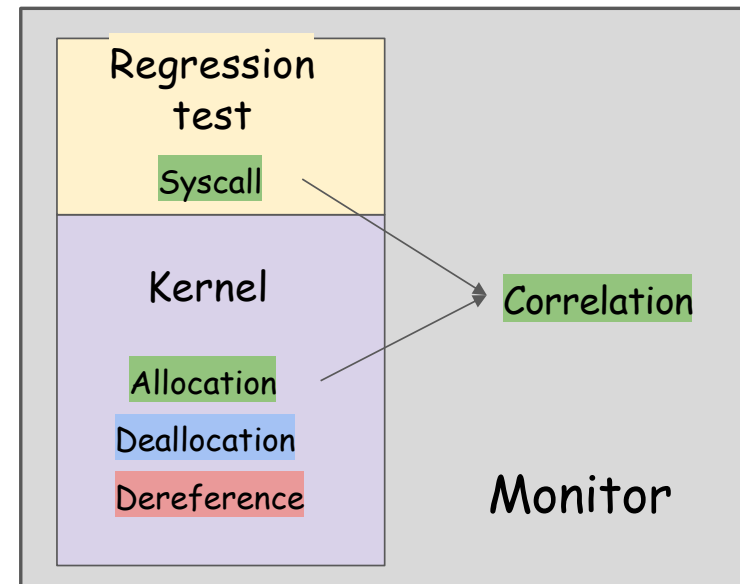 Regression
test
Syscall
Kernel
Correlation
Allocation
Deallocation
Dereference
Monitor